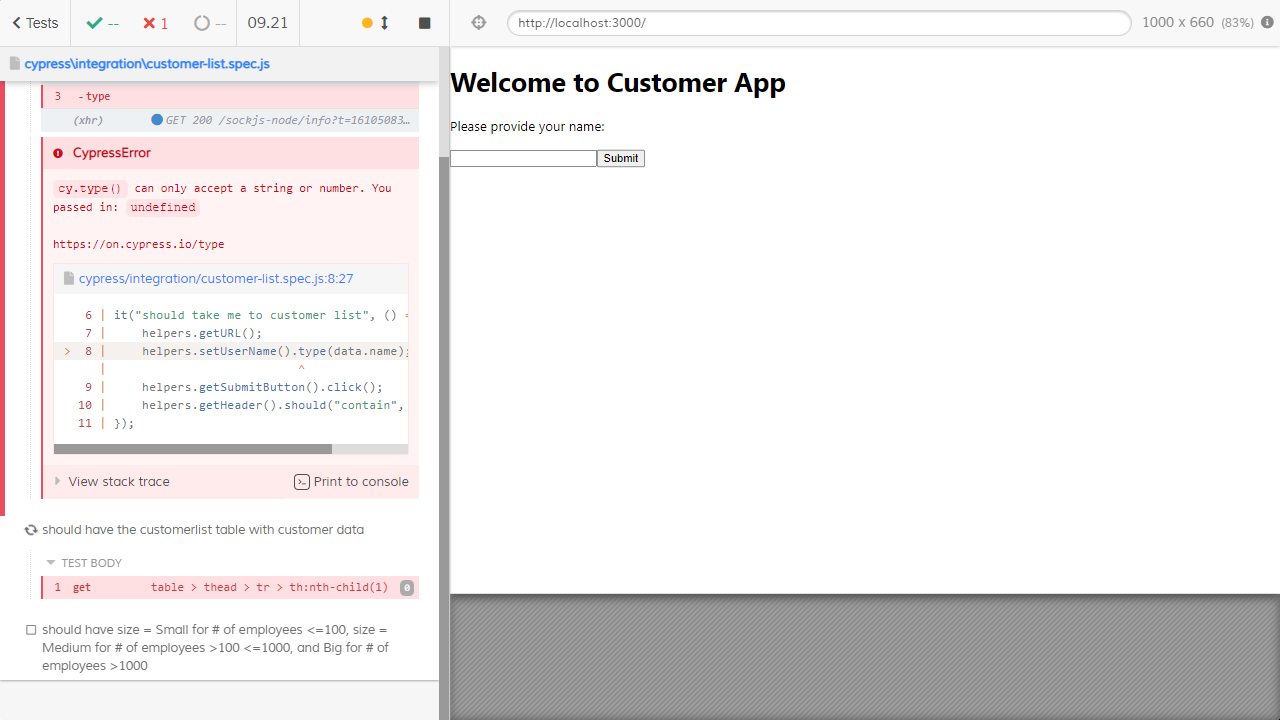 Tests -- 1 -- 09.21
http://localhost:3000/
1000 x 660 (83%)
cypress\integration\customer-list.spec.js
3 - type
(xhr) GET 200 /sockjs-node/info?t=16105083…
CypressError
cy.type() can only accept a string or number. You
passed in: undefined
https://on.cypress.io/type
cypress/integration/customer-list.spec.js:8:27
6 | it("should take me to customer list", () =
7 | helpers.getURL();
> 8 | helpers.setUserName().type(data.name);
| ^
9 | helpers.getSubmitButton().click();
10 | helpers.getHeader().should("contain",
11 | });
View stack trace
Print to console
should have the customerlist table with customer data
TEST BODY
1 get table > thead > tr > th:nth-child(1) 0
should have size = Small for # of employees <=100, size =
Medium for # of employees >100 <=1000, and Big for # of
employees >1000
Welcome to Customer App
Please provide your name:
Submit